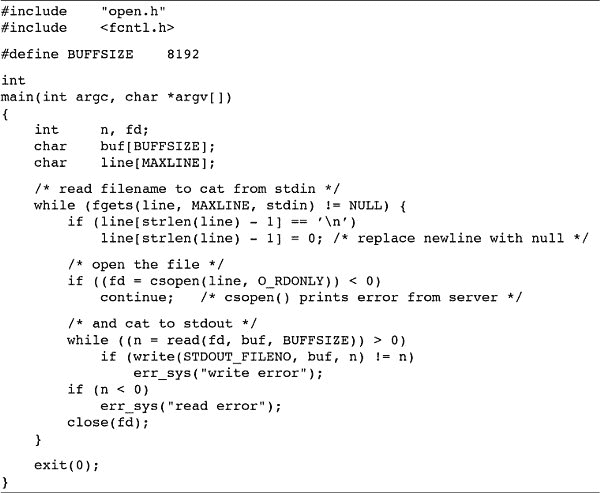 #include    "open.h"
#include    <fcntl.h>
#define BUFFSIZE    8192
int
main(int argc, char *argv[])
{
    int     n, fd;
    char    buf[BUFFSIZE];
    char    line[MAXLINE];
    /* read filename to cat from stdin */
    while (fgets(line, MAXLINE, stdin) != NULL) {
        if (line[strlen(line) - 1] == '\n')
            line[strlen(line) - 1] = 0; /* replace newline with null */
        /* open the file */
        if ((fd = csopen(line, O_RDONLY)) < 0)
            continue;   /* csopen() prints error from server */
        /* and cat to stdout */
        while ((n = read(fd, buf, BUFFSIZE)) > 0)
            if (write(STDOUT_FILENO, buf, n) != n)
                err_sys("write error");
        if (n < 0)
            err_sys("read error");
        close(fd);
    }
    exit(0);
}